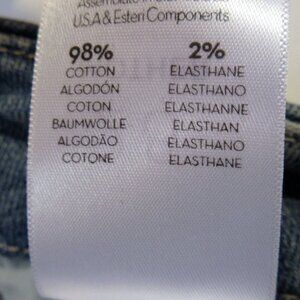 U.S.A & Esteri Components
98% 2%
COTTON ELASTHANE
ALGODÓN ELASTHANO
COTON ELASTHANNE
BAUMWOLLE ELASTHAN
ALGODÃO ELASTHANO
COTONE ELASTHANE